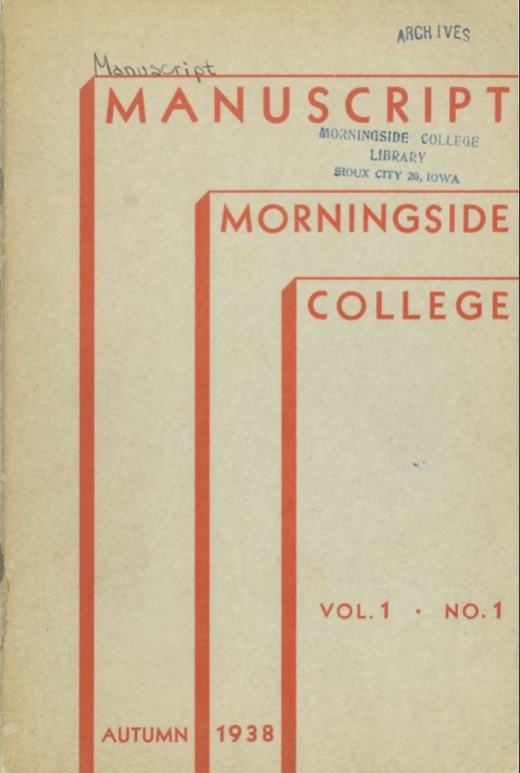 ARCHIVES
Manuscript
MANUSCRIPT
MORNINGSIDE COLLEGE
LIBRARY
SIOUX CITY 20, IOWA
MORNINGSIDE
COLLEGE
VOL. 1 · NO. 1
AUTUMN 1938